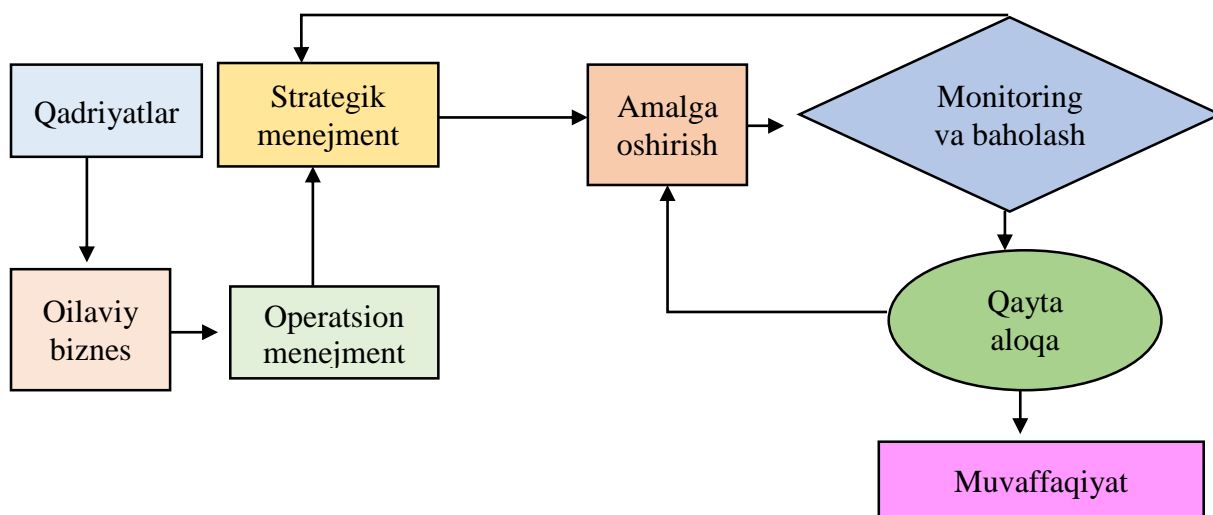 Qadriyatlar
Strategik
menejment
Amalga
oshirish
Monitoring
va baholash
Oilaviy
biznes
Operatsion
menejment
Qayta
aloqa
Muvaffaqiyat